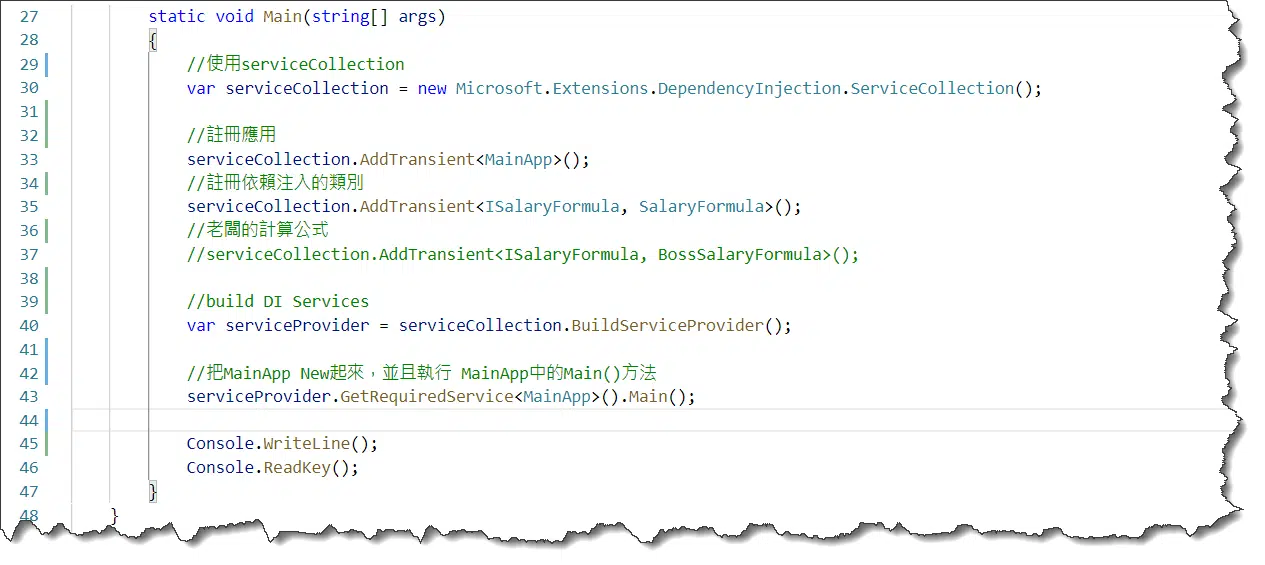 27 static void Main(string[] args)
28 {
29 //使用serviceCollection
30 var serviceCollection = new Microsoft.Extensions.DependencyInjection.ServiceCollection();
31
32 //註冊應用
33 serviceCollection.AddTransient<MainApp>();
34 //註冊依賴注入的類別
35 serviceCollection.AddTransient<ISalaryFormula, SalaryFormula>();
36 //老闆的計算公式
37 //serviceCollection.AddTransient<ISalaryFormula, BossSalaryFormula>();
38
39 //build DI Services
40 var serviceProvider = serviceCollection.BuildServiceProvider();
41
42 //把MainApp New起來，並且執行 MainApp中的Main()方法
43 serviceProvider.GetRequiredService<MainApp>().Main();
44
45 Console.WriteLine();
46 Console.ReadKey();
47 }
48 }